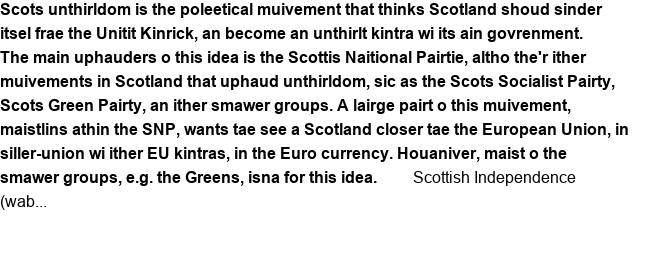 Scots unthirldom is the poleetical muivement that thinks Scotland shoud sinder
itsel frae the Unitit Kinrick, an become an unthirlt kintra wi its ain govrenment.
The main uphauders o this idea is the Scottis Naitional Pairtie, altho the'r ither
muivements in Scotland that uphaud unthirldom, sic as the Scots Socialist Pairty,
Scots Green Pairty, an ither smawer groups. A lairge pairt o this muivement,
maistlins athin the SNP, wants tae see a Scotland closer tae the European Union, in
siller-union wi ither EU kintras, in the Euro currency. Houaniver, maist o the
smawer groups, e.g. the Greens, isna for this idea. Scottish Independence
(wab...